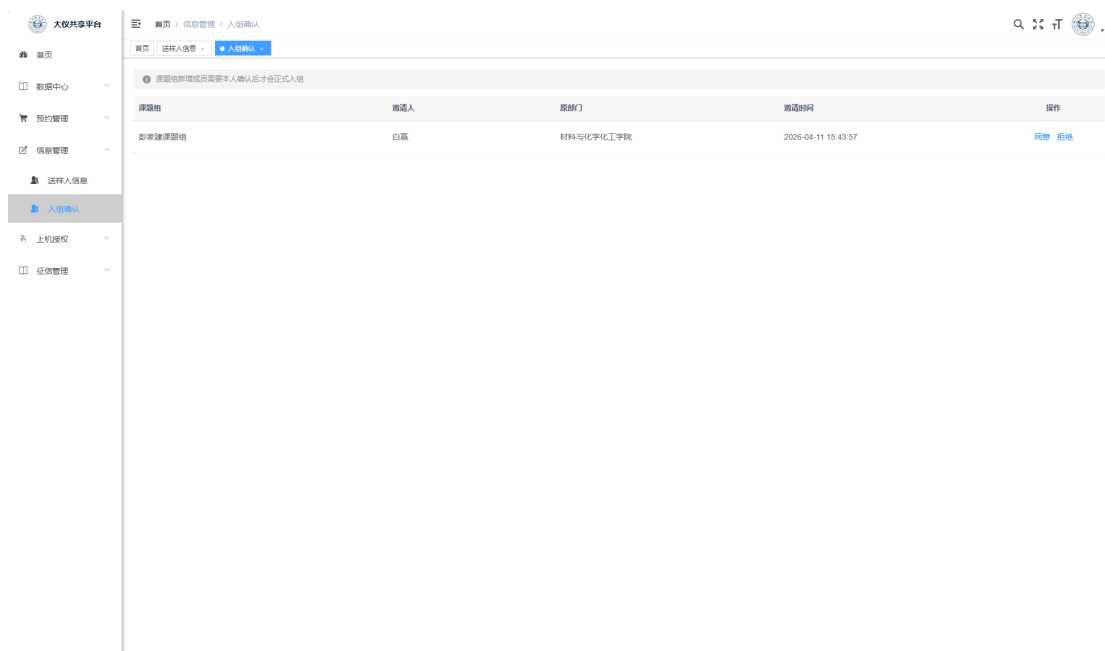 大仪共享平台
首页 / 信息管理 / 入组确认
首页
送样人信息 ×
入组确认 ×
首页
数据中心
预约管理
信息管理
送样人信息
入组确认
上机授权
征信管理
课题组新增成员需要本人确认后才会正式入组
课题组 邀请人 原部门 邀请时间 操作
彭家建课题组 白赢 材料与化学化工学院 2026-04-11 15:43:57 同意 拒绝